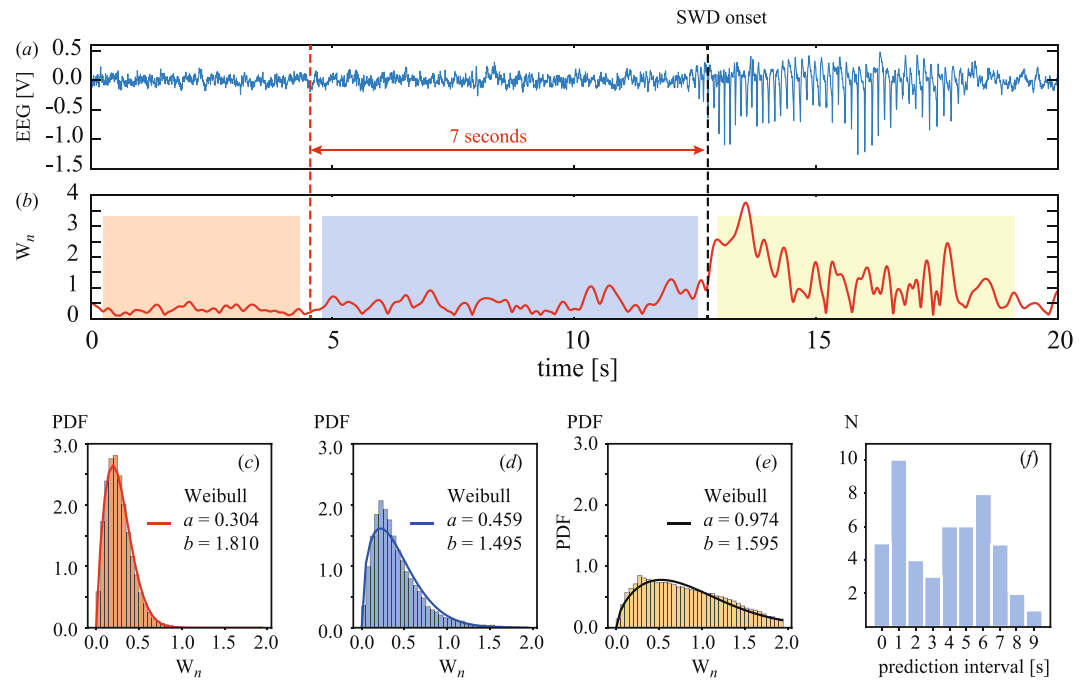 SWD onset
(a)
EEG [V]
0.5
0.0
-0.5
-1.0
-1.5
7 seconds
(b)
W_n
4
3
2
1
0
0 5 10 15 20
time [s]
PDF
3.0
2.0
1.0
0.0
(c)
Weibull
a = 0.304
b = 1.810
0.0 0.5 1.0 1.5 2.0
W_n
PDF
3.0
2.0
1.0
0.0
(d)
Weibull
a = 0.459
b = 1.495
0.0 0.5 1.0 1.5 2.0
W_n
PDF
PDF
3.0
2.0
1.0
0.0
(e)
Weibull
a = 0.974
b = 1.595
0.0 0.5 1.0 1.5 2.0
W_n
N
10
8
6
4
2
0
(f)
0 1 2 3 4 5 6 7 8 9
prediction interval [s]